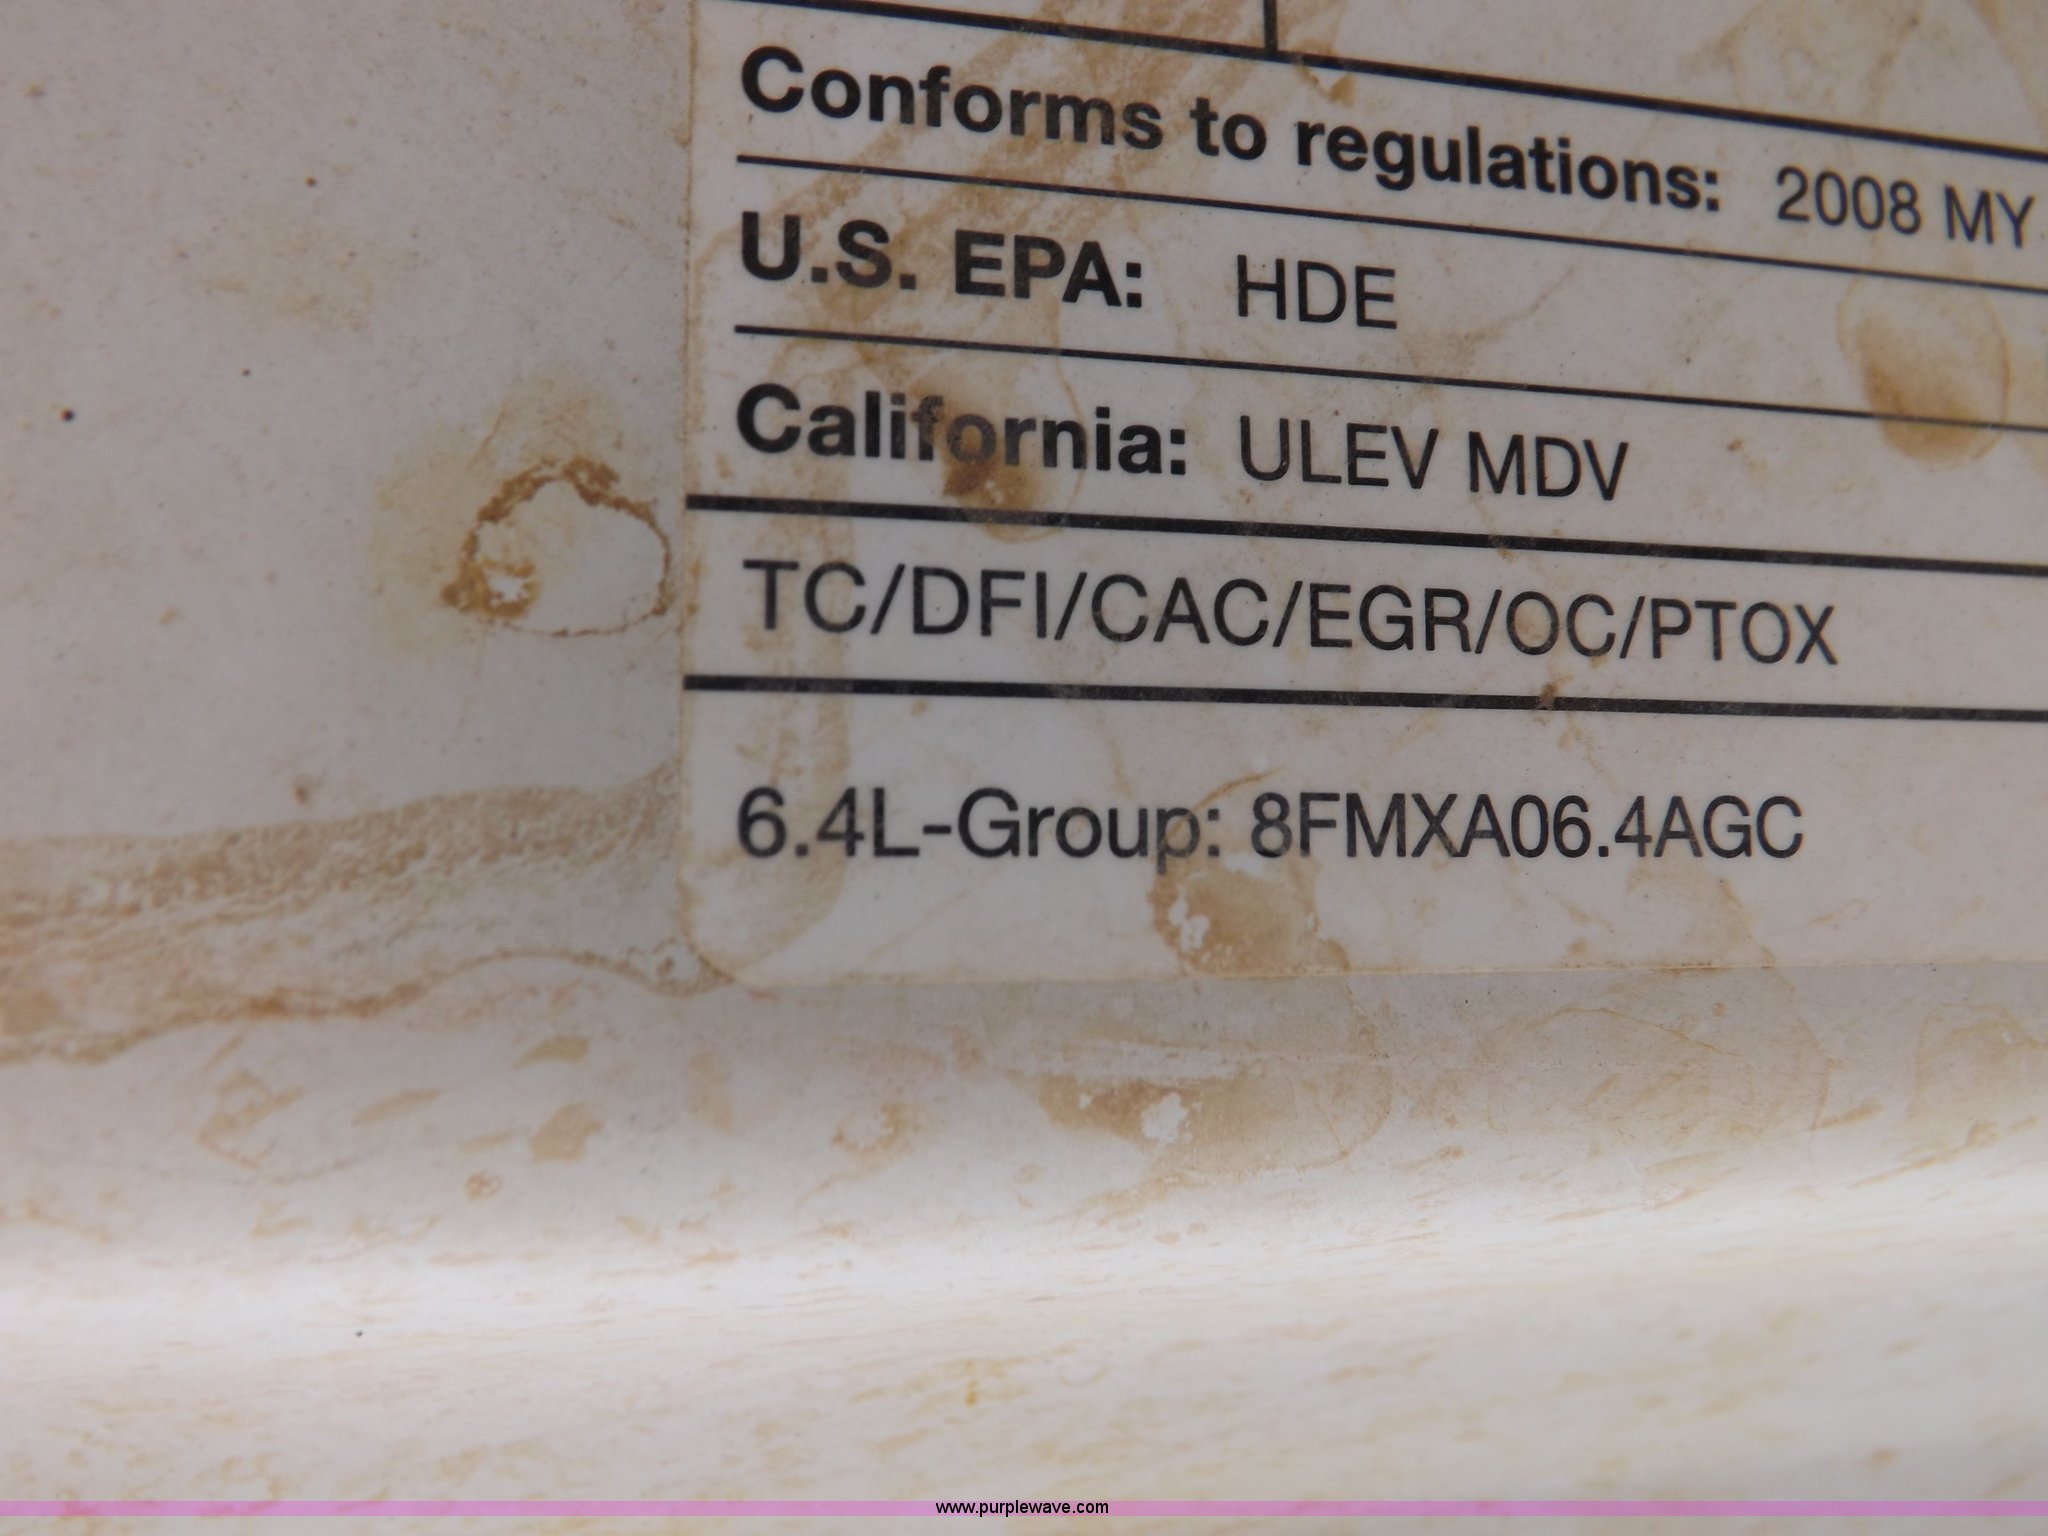 Conforms to regulations: 2008 MY
U.S. EPA: HDE
California: ULEV MDV
TC/DFI/CAC/EGR/OC/PTOX
6.4L-Group: 8FMXA06.4AGC
www.purplewave.com